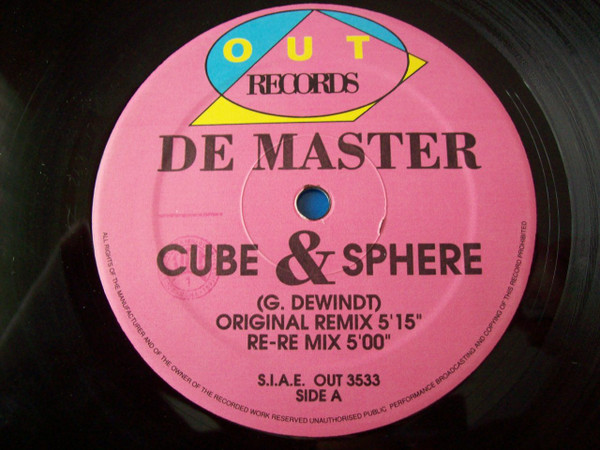 OUT
RECORDS
DE MASTER
CUBE & SPHERE
(G. DEWINDT)
ORIGINAL REMIX 5'15"
RE-RE MIX 5'00"
S.I.A.E. OUT 3533
SIDE A
ALL RIGHTS OF THE MANUFACTURER AND OF THE OWNER OF THE RECORDED WORK RESERVED UNAUTHORISED PUBLIC PERFORMANCE BROADCASTING AND COPYING OF THIS RECORD PROHIBITED